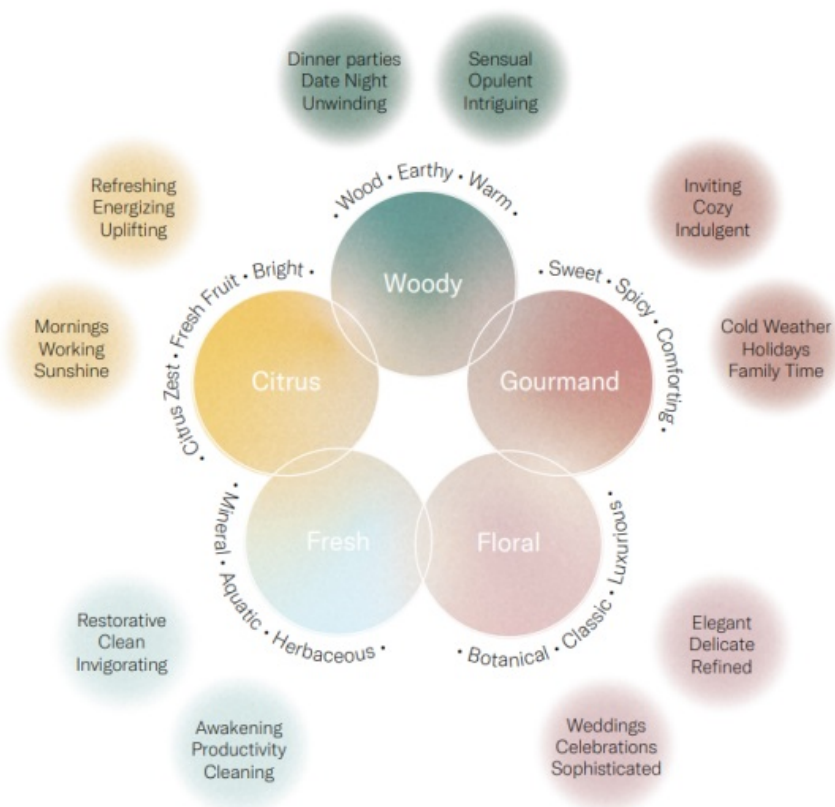 Dinner parties
Date Night
Unwinding
Sensual
Opulent
Intriguing
Refreshing
Energizing
Uplifting
• Wood • Earthy • Warm •
Inviting
Cozy
Indulgent
Woody
• Citrus Zest • Fresh Fruit • Bright •
• Sweet • Spicy • Comforting •
Mornings
Working
Sunshine
Cold Weather
Holidays
Family Time
Citrus
Gourmand
Fresh
Floral
• Mineral • Aquatic • Herbaceous •
• Botanical • Classic • Luxurious •
Restorative
Clean
Invigorating
Elegant
Delicate
Refined
Awakening
Productivity
Cleaning
Weddings
Celebrations
Sophisticated